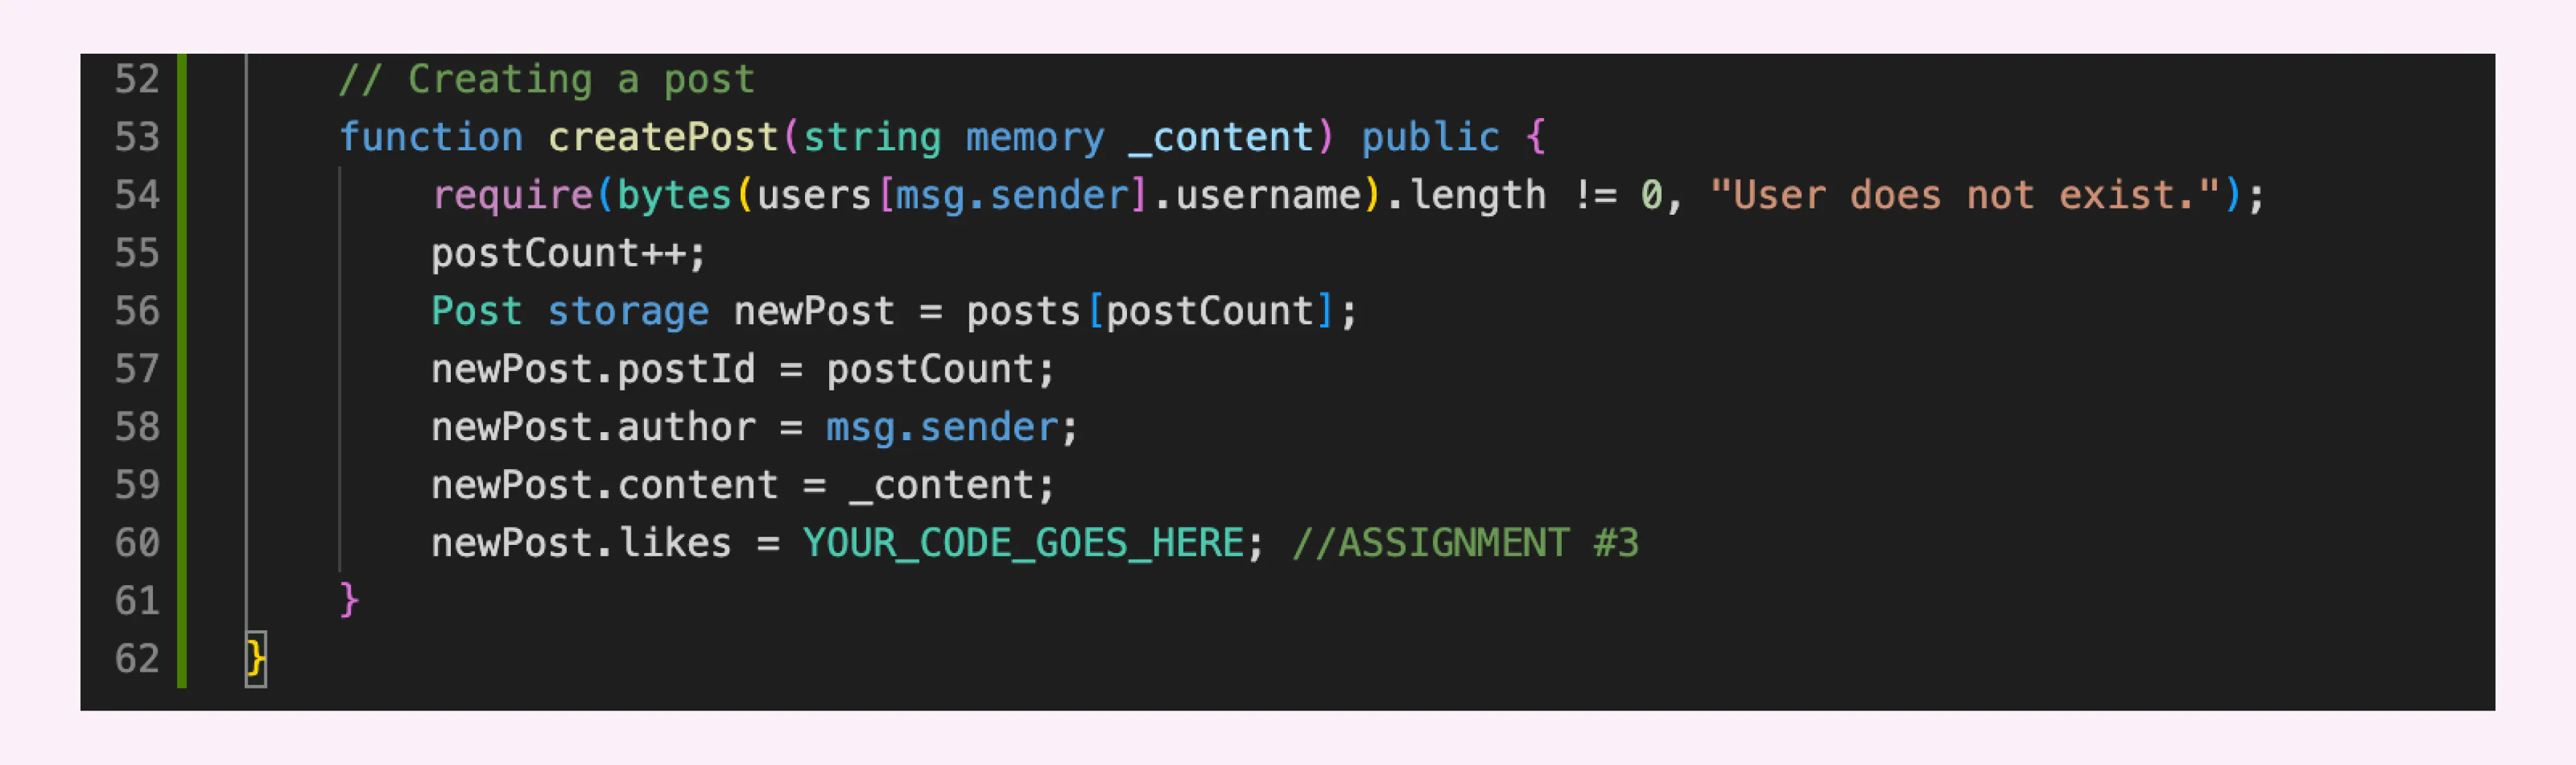 52 // Creating a post
53 function createPost(string memory _content) public {
54 require(bytes(users[msg.sender].username).length != 0, "User does not exist.");
55 postCount++;
56 Post storage newPost = posts[postCount];
57 newPost.postId = postCount;
58 newPost.author = msg.sender;
59 newPost.content = _content;
60 newPost.likes = YOUR_CODE_GOES_HERE; //ASSIGNMENT #3
61 }
62 }